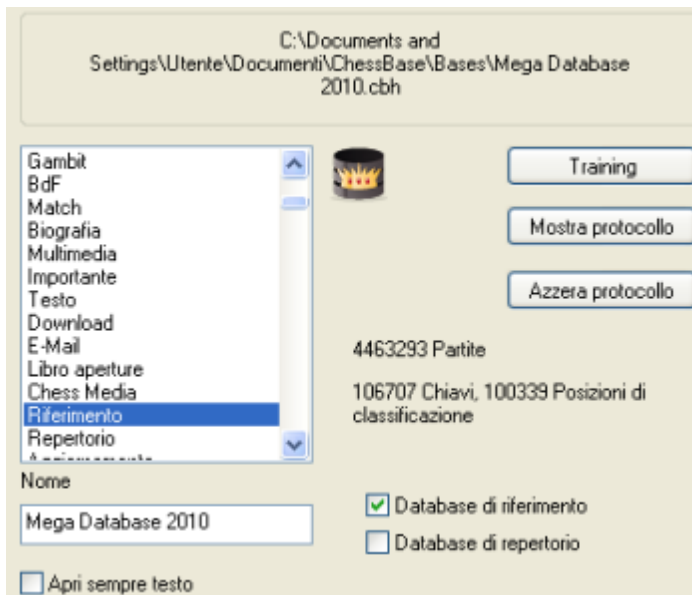 C:\Documents and
Settings\Utente\Documenti\ChessBase\Bases\Mega Database
2010.cbh
Gambit
BdF
Match
Biografia
Multimedia
Importante
Testo
Download
E-Mail
Libro aperture
Chess Media
Riferimento
Repertorio
Training
Mostra protocollo
Azzera protocollo
4463293 Partite
106707 Chiavi, 100339 Posizioni di
classificazione
Nome
Mega Database 2010
Database di riferimento
Database di repertorio
Apri sempre testo